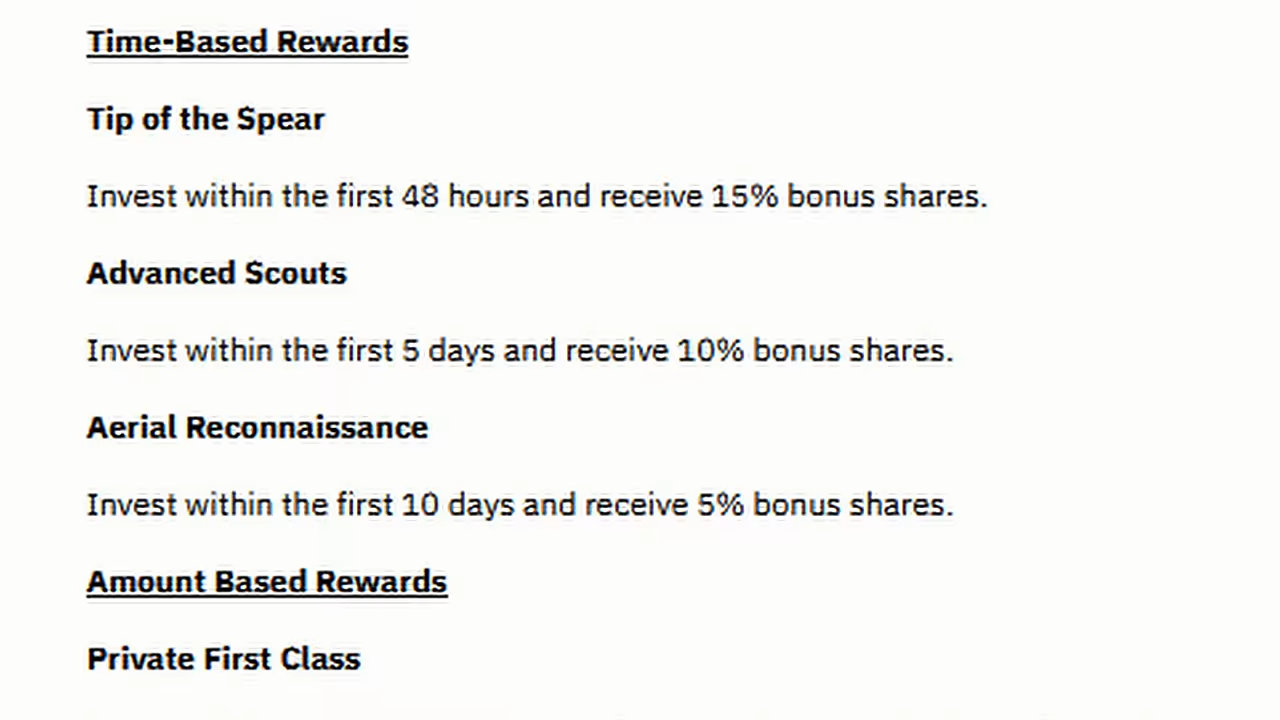 Time-Based Rewards
Tip of the Spear
Invest within the first 48 hours and receive 15% bonus shares.
Advanced Scouts
Invest within the first 5 days and receive 10% bonus shares.
Aerial Reconnaissance
Invest within the first 10 days and receive 5% bonus shares.
Amount Based Rewards
Private First Class